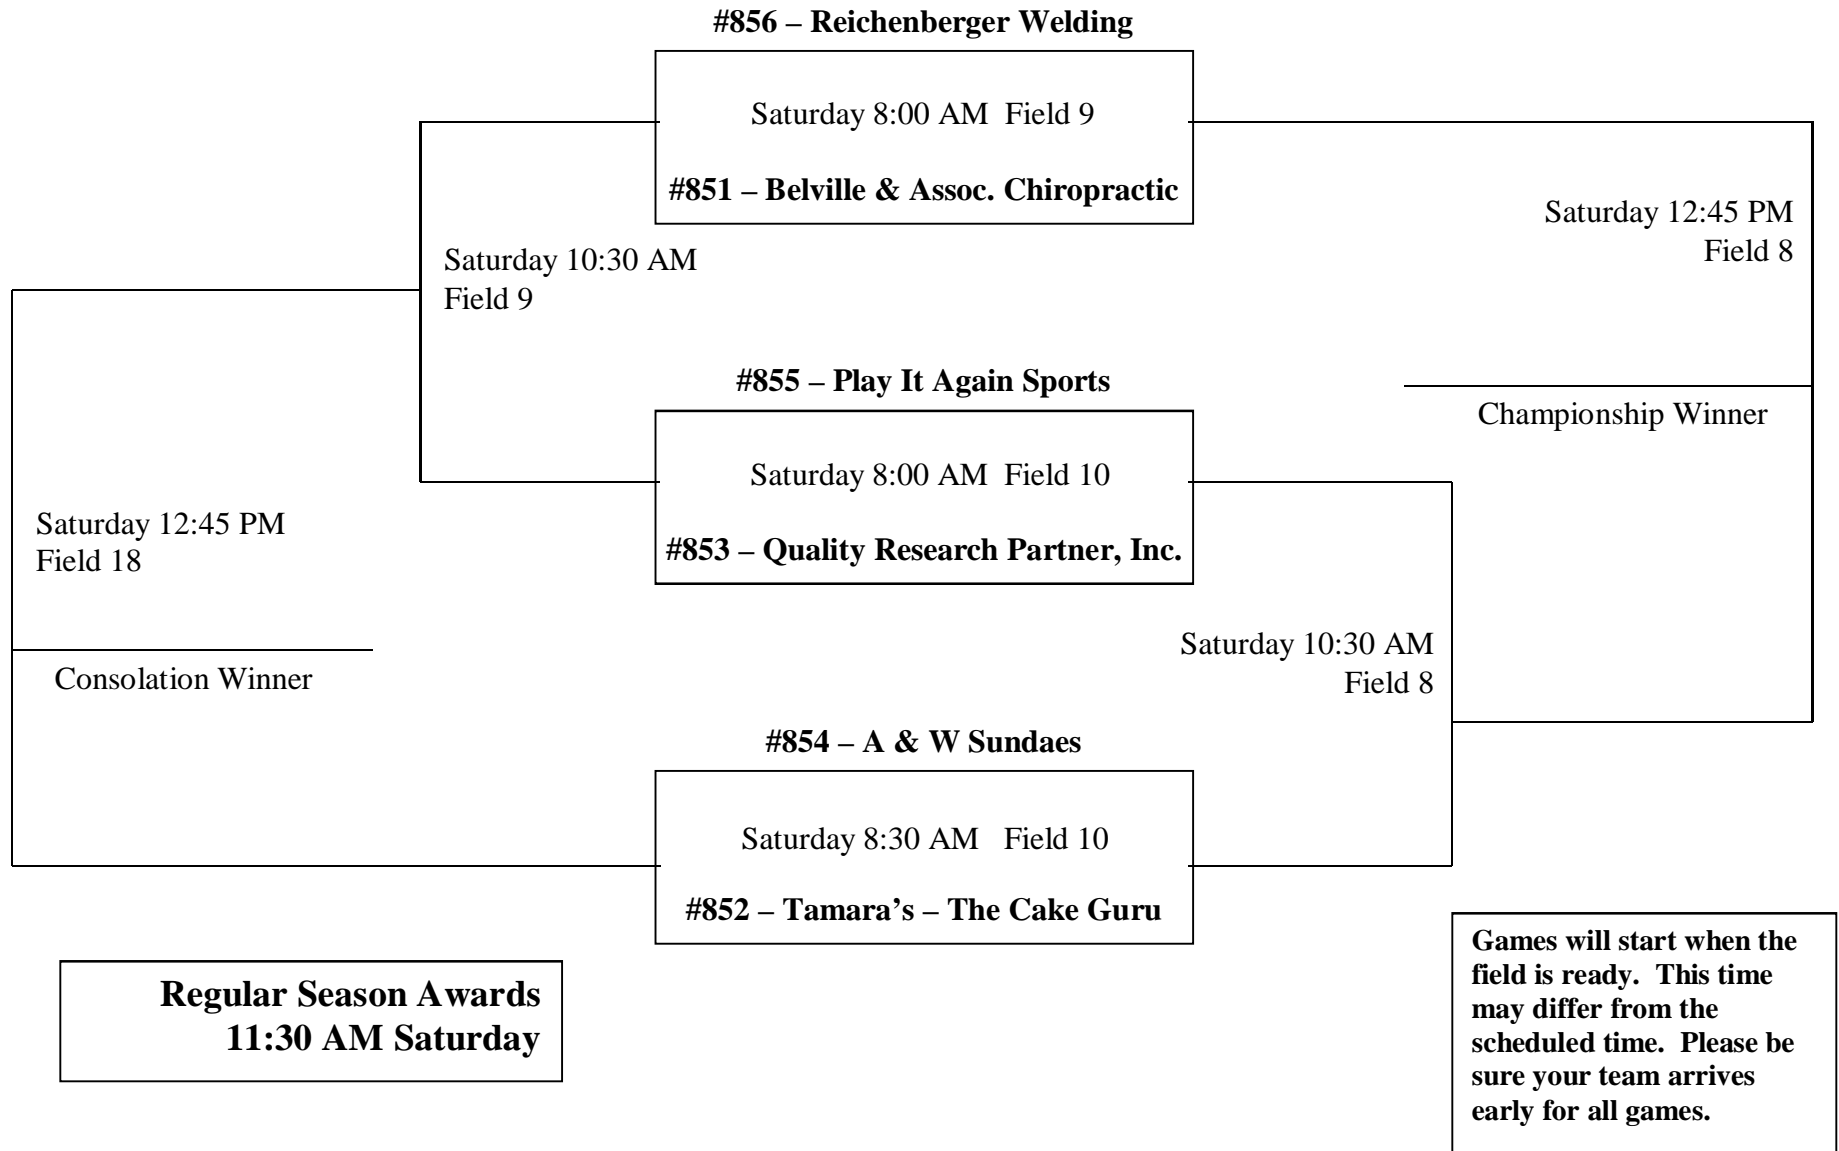 #856 – Reichenberger Welding
Saturday 8:00 AM  Field 9
#851 – Belville & Assoc. Chiropractic
Saturday 12:45 PM
Field 8
Saturday 10:30 AM
Field 9
#855 – Play It Again Sports
Championship Winner
Saturday 8:00 AM  Field 10
#853 – Quality Research Partner, Inc.
Saturday 12:45 PM
Field 18
Saturday 10:30 AM
Field 8
Consolation Winner
#854 – A & W Sundaes
Saturday 8:30 AM   Field 10
#852 – Tamara’s – The Cake Guru
Regular Season Awards
11:30 AM Saturday
Games will start when the
field is ready.  This time
may differ from the
scheduled time.  Please be
sure your team arrives
early for all games.